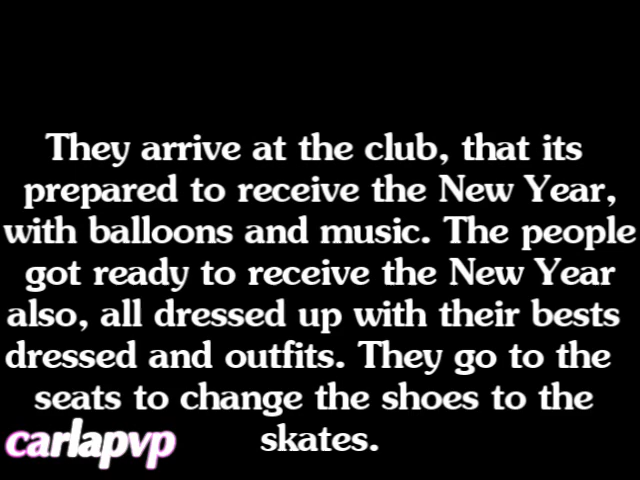 They arrive at the club, that its
prepared to receive the New Year,
with balloons and music. The people
got ready to receive the New Year
also, all dressed up with their bests
dressed and outfits. They go to the
seats to change the shoes to the
skates.
carlapvp